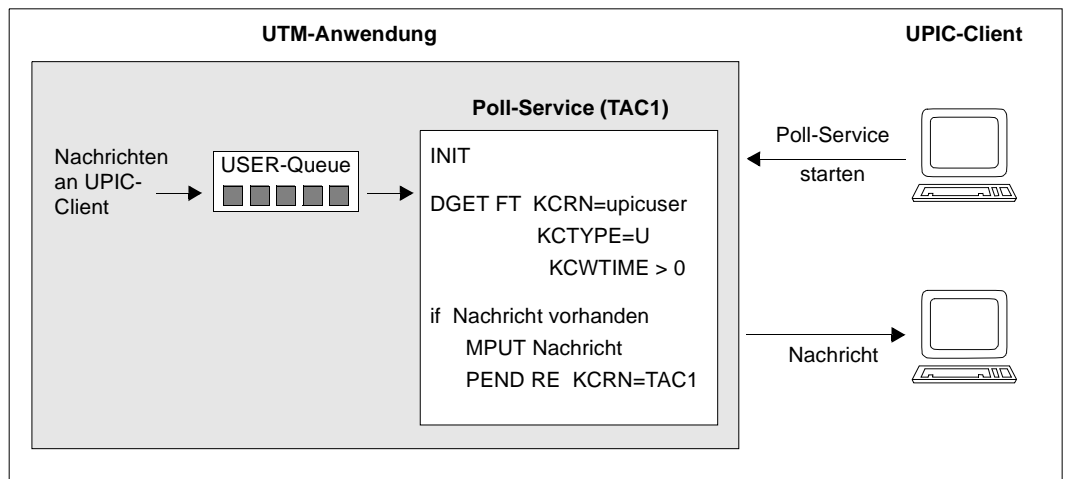 UTM-Anwendung
UPIC-Client
Poll-Service (TAC1)
Nachrichten
an UPIC-
Client
USER-Queue
INIT
DGET FT KCRN=upicuser
KCTYPE=U
KCWTIME > 0
if Nachricht vorhanden
MPUT Nachricht
PEND RE KCRN=TAC1
Poll-Service
starten
Nachricht